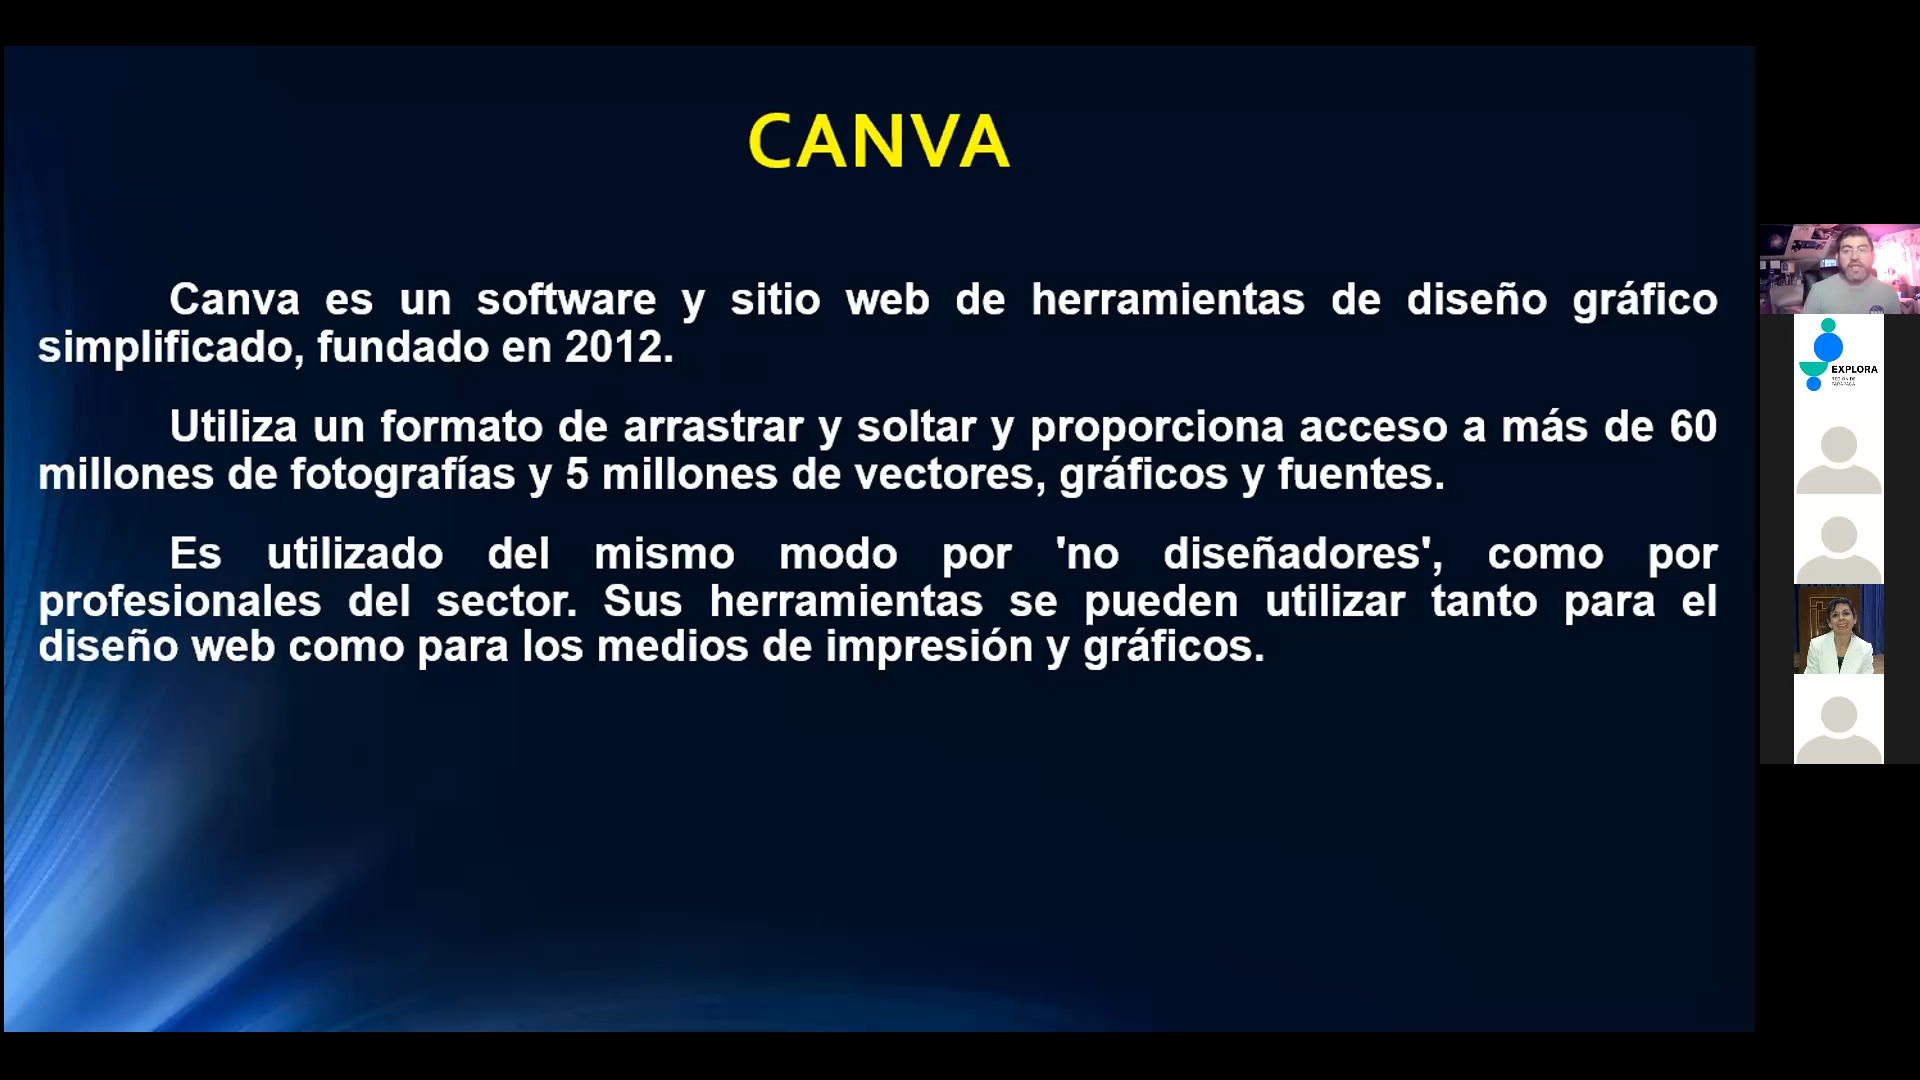 CANVA
Canva es un software y sitio web de herramientas de diseño gráfico
simplificado, fundado en 2012.
Utiliza un formato de arrastrar y soltar y proporciona acceso a más de 60
millones de fotografías y 5 millones de vectores, gráficos y fuentes.
Es utilizado del mismo modo por 'no diseñadores', como por
profesionales del sector. Sus herramientas se pueden utilizar tanto para el
diseño web como para los medios de impresión y gráficos.
EXPLORA
REGIÓN DE
TARAPACÁ